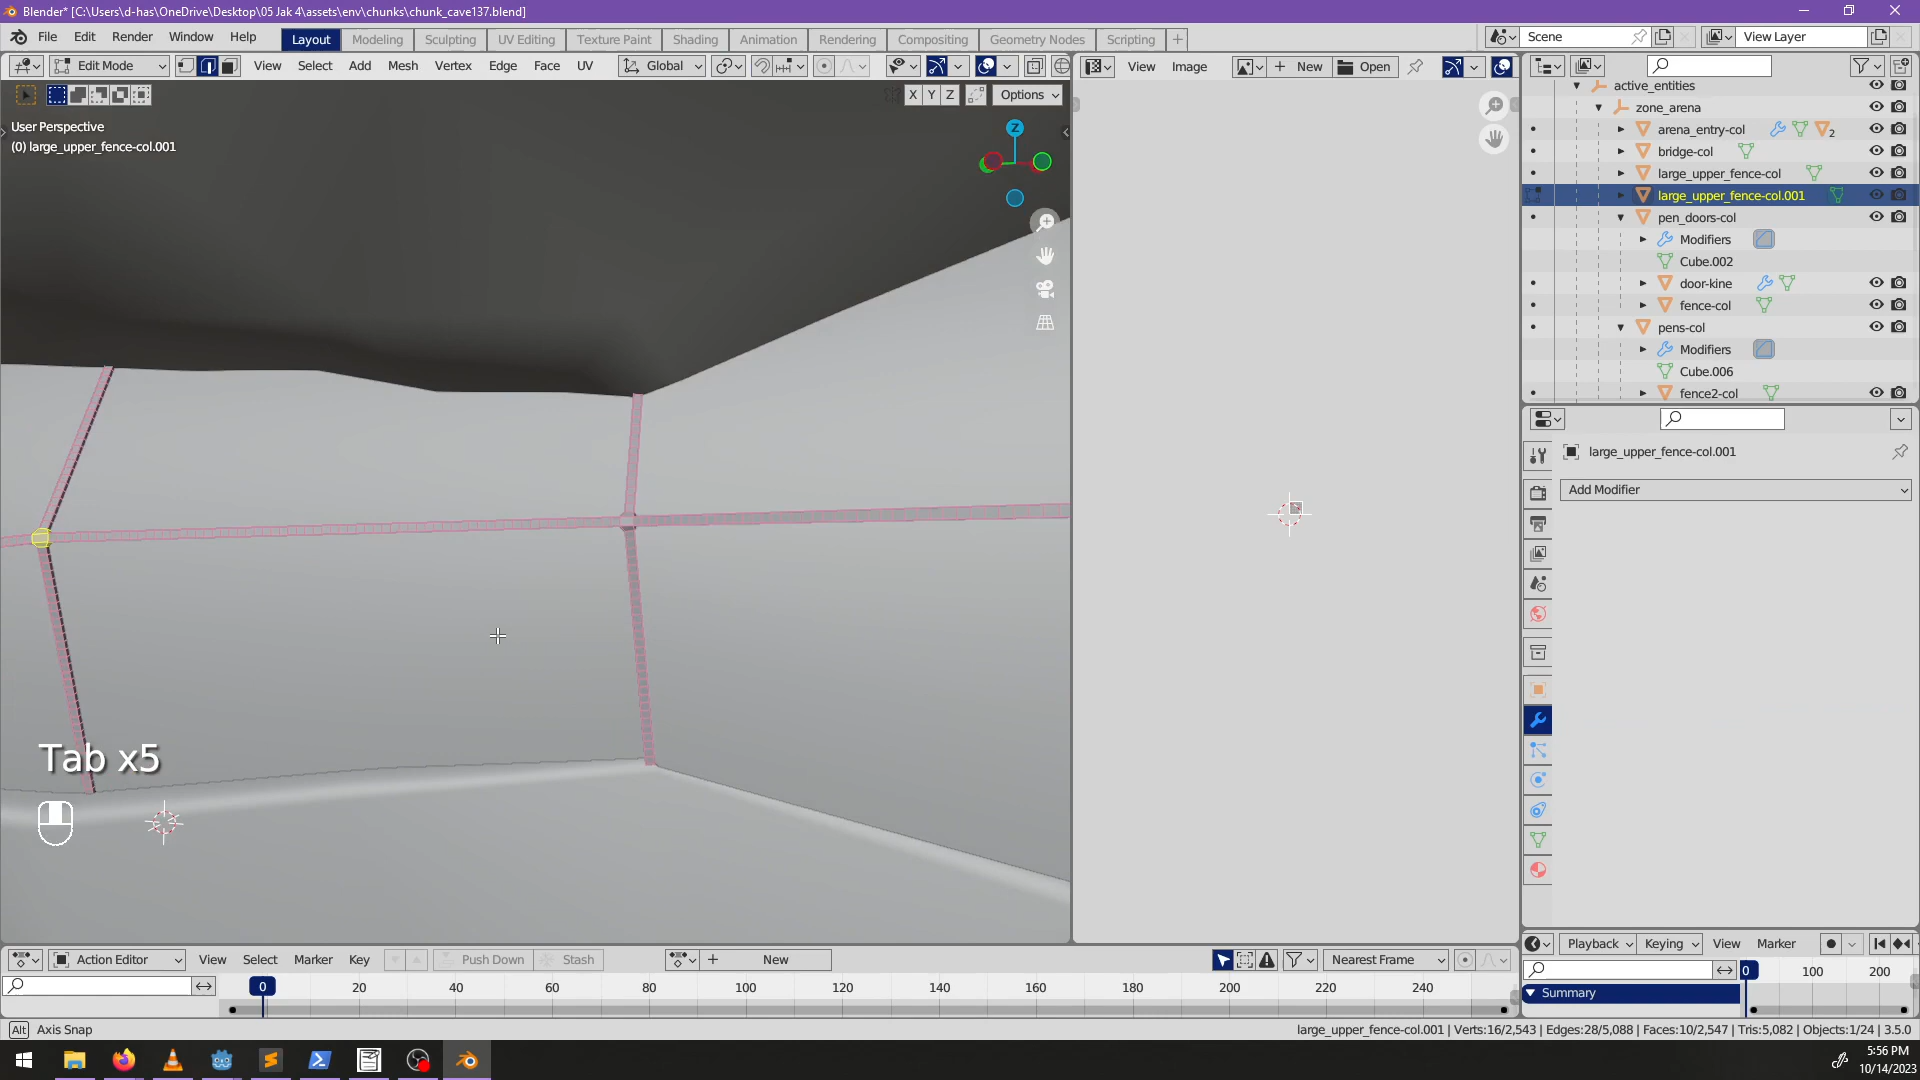 Blender* [C:\Users\d-has\OneDrive\Desktop\05 Jak 4\assets\env\chunks\chunk_cave137.blend]
File Edit Render Window Help Layout Modeling Sculpting UV Editing Texture Paint Shading Animation Rendering Compositing Geometry Nodes Scripting + Scene View Layer
Edit Mode View Select Add Mesh Vertex Edge Face UV Global View Image + New Open
X Y Z Options
User Perspective
(0) large_upper_fence-col.001
Z
Tab x5
active_entities
zone_arena
arena_entry-col 2
bridge-col
large_upper_fence-col
large_upper_fence-col.001
pen_doors-col
Modifiers
Cube.002
door-kine
fence-col
pens-col
Modifiers
Cube.006
fence2-col
large_upper_fence-col.001
Add Modifier
Action Editor View Select Marker Key Push Down Stash + New Nearest Frame
0 20 40 60 80 100 120 140 160 180 200 220 240
Playback Keying View Marker
0 100 200
Summary
Alt Axis Snap
large_upper_fence-col.001 | Verts:16/2,543 | Edges:28/5,088 | Faces:10/2,547 | Tris:5,082 | Objects:1/24 | 3.5.0
5:56 PM
10/14/2023